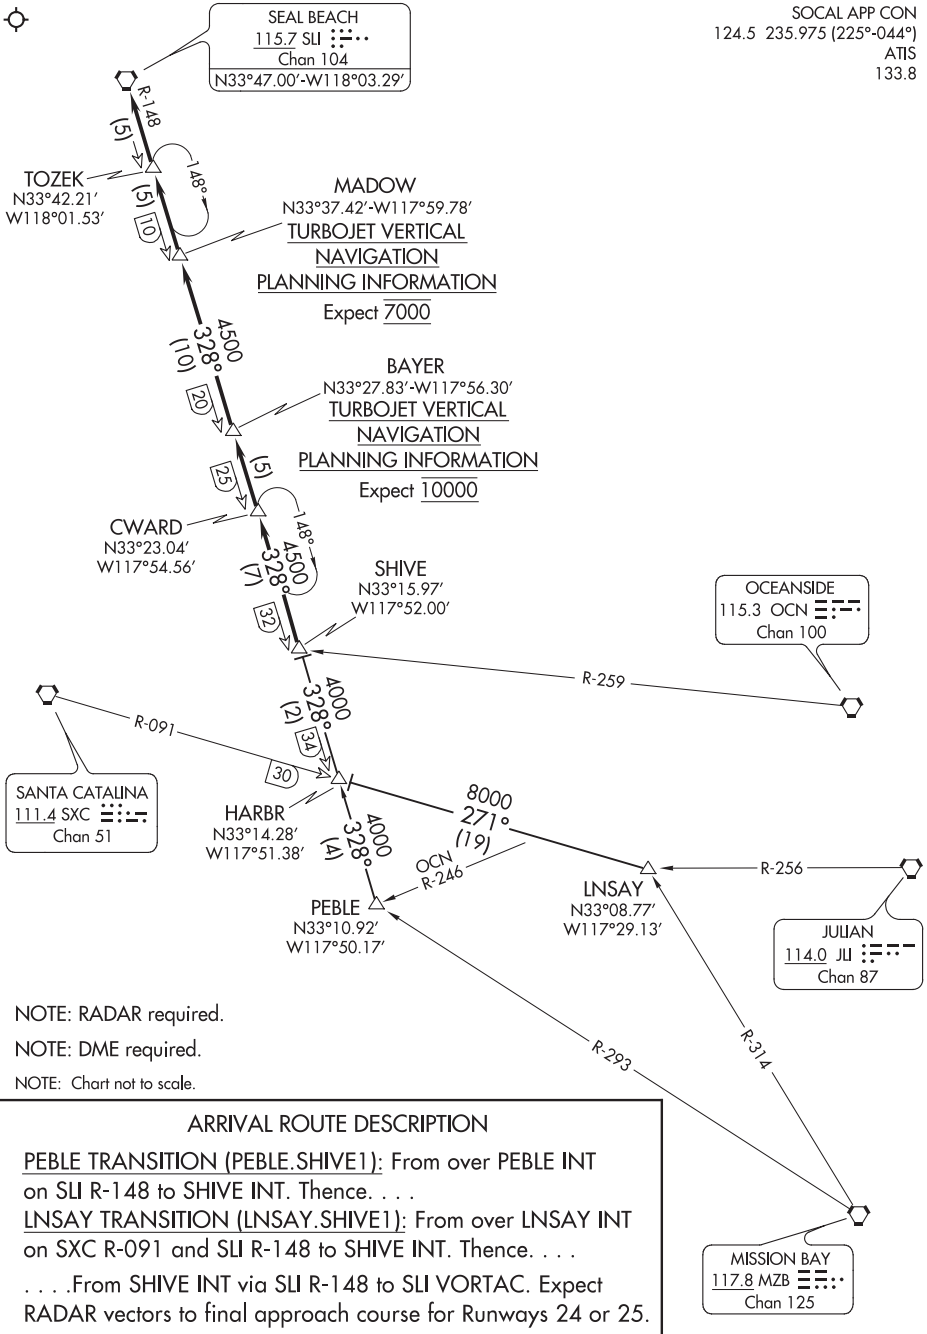 SEAL BEACH
115.7 SLI
Chan 104
N33°47.00′-W118°03.29′
SOCAL APP CON
124.5 235.975 (225°-044°)
ATIS
133.8
R-148
(5)
TOZEK
N33°42.21′
W118°01.53′
148°
(5)
10
MADOW
N33°37.42′-W117°59.78′
TURBOJET VERTICAL
NAVIGATION
PLANNING INFORMATION
Expect 7000
4500
328°
(10)
20
BAYER
N33°27.83′-W117°56.30′
TURBOJET VERTICAL
NAVIGATION
PLANNING INFORMATION
Expect 10000
(5)
25
CWARD
N33°23.04′
W117°54.56′
148°
4500
328°
(7)
32
SHIVE
N33°15.97′
W117°52.00′
OCEANSIDE
115.3 OCN
Chan 100
R-259
4000
328°
(2)
34
R-091
30
SANTA CATALINA
111.4 SXC
Chan 51
HARBR
N33°14.28′
W117°51.38′
8000
271°
(19)
4000
328°
(4)
OCN
R-246
PEBLE
N33°10.92′
W117°50.17′
LNSAY
N33°08.77′
W117°29.13′
R-256
JULIAN
114.0 JLI
Chan 87
R-314
R-293
NOTE: RADAR required.
NOTE: DME required.
NOTE: Chart not to scale.
ARRIVAL ROUTE DESCRIPTION
PEBLE TRANSITION (PEBLE.SHIVE1): From over PEBLE INT
on SLI R-148 to SHIVE INT. Thence. . . .
LNSAY TRANSITION (LNSAY.SHIVE1): From over LNSAY INT
on SXC R-091 and SLI R-148 to SHIVE INT. Thence. . . .
. . . .From SHIVE INT via SLI R-148 to SLI VORTAC. Expect
RADAR vectors to final approach course for Runways 24 or 25.
MISSION BAY
117.8 MZB
Chan 125